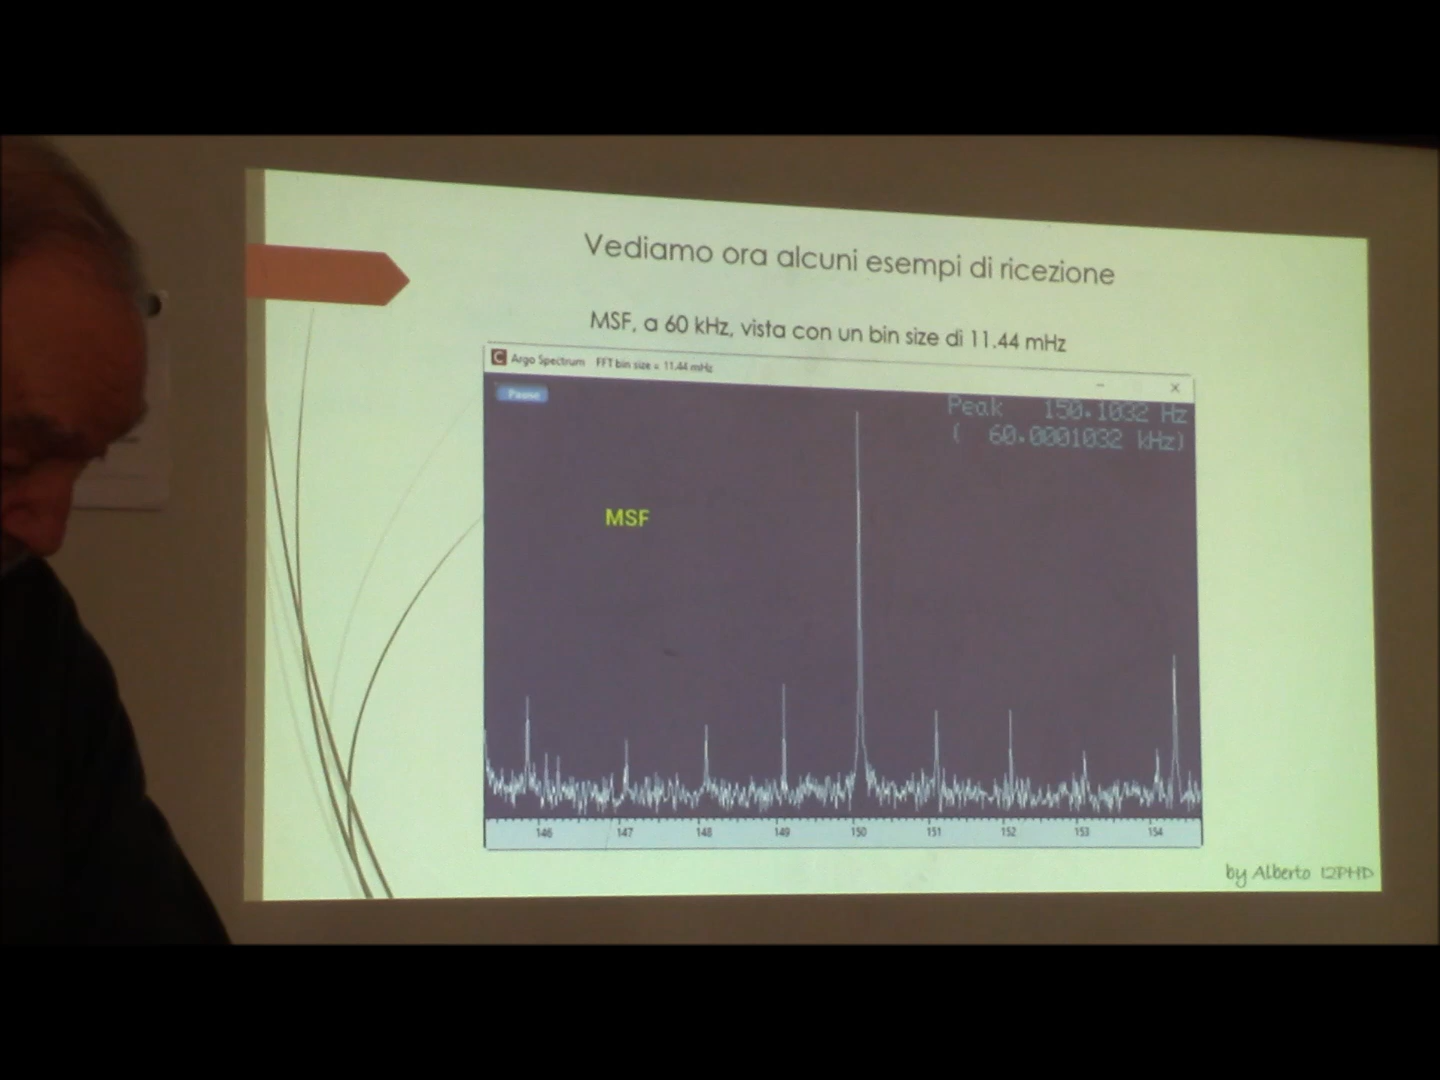 Vediamo ora alcuni esempi di ricezione
MSF, a 60 kHz, vista con un bin size di 11.44 mHz
Argo Spectrum FFT bin size = 11.44 mHz
Pause
Peak 150.1032 Hz
( 60.0001032 kHz)
MSF
146 147 148 149 150 151 152 153 154
by Alberto I2PHD